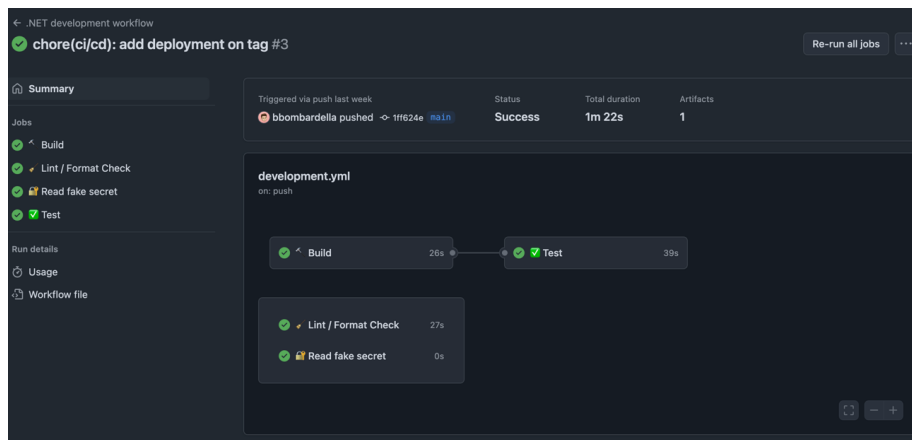 ← .NET development workflow
chore(ci/cd): add deployment on tag #3
Re-run all jobs
...
Summary
Jobs
Build
Lint / Format Check
Read fake secret
Test
Run details
Usage
Workflow file
Triggered via push last week
bbombardella pushed 1ff624e main
Status
Success
Total duration
1m 22s
Artifacts
1
development.yml
on: push
Build 26s
Test 39s
Lint / Format Check 27s
Read fake secret 0s